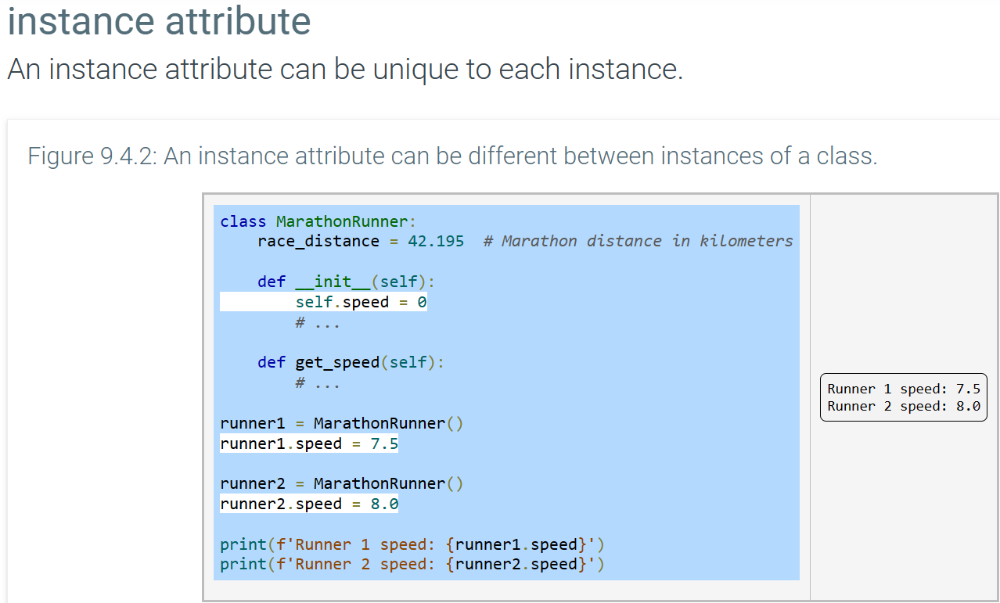 instance attribute
An instance attribute can be unique to each instance.
Figure 9.4.2: An instance attribute can be different between instances of a class.
class MarathonRunner:
    race_distance = 42.195  # Marathon distance in kilometers
    def __init__(self):
        self.speed = 0
        # ...
    def get_speed(self):
        # ...
runner1 = MarathonRunner()
runner1.speed = 7.5
runner2 = MarathonRunner()
runner2.speed = 8.0
print(f'Runner 1 speed: {runner1.speed}')
print(f'Runner 2 speed: {runner2.speed}')
Runner 1 speed: 7.5
Runner 2 speed: 8.0